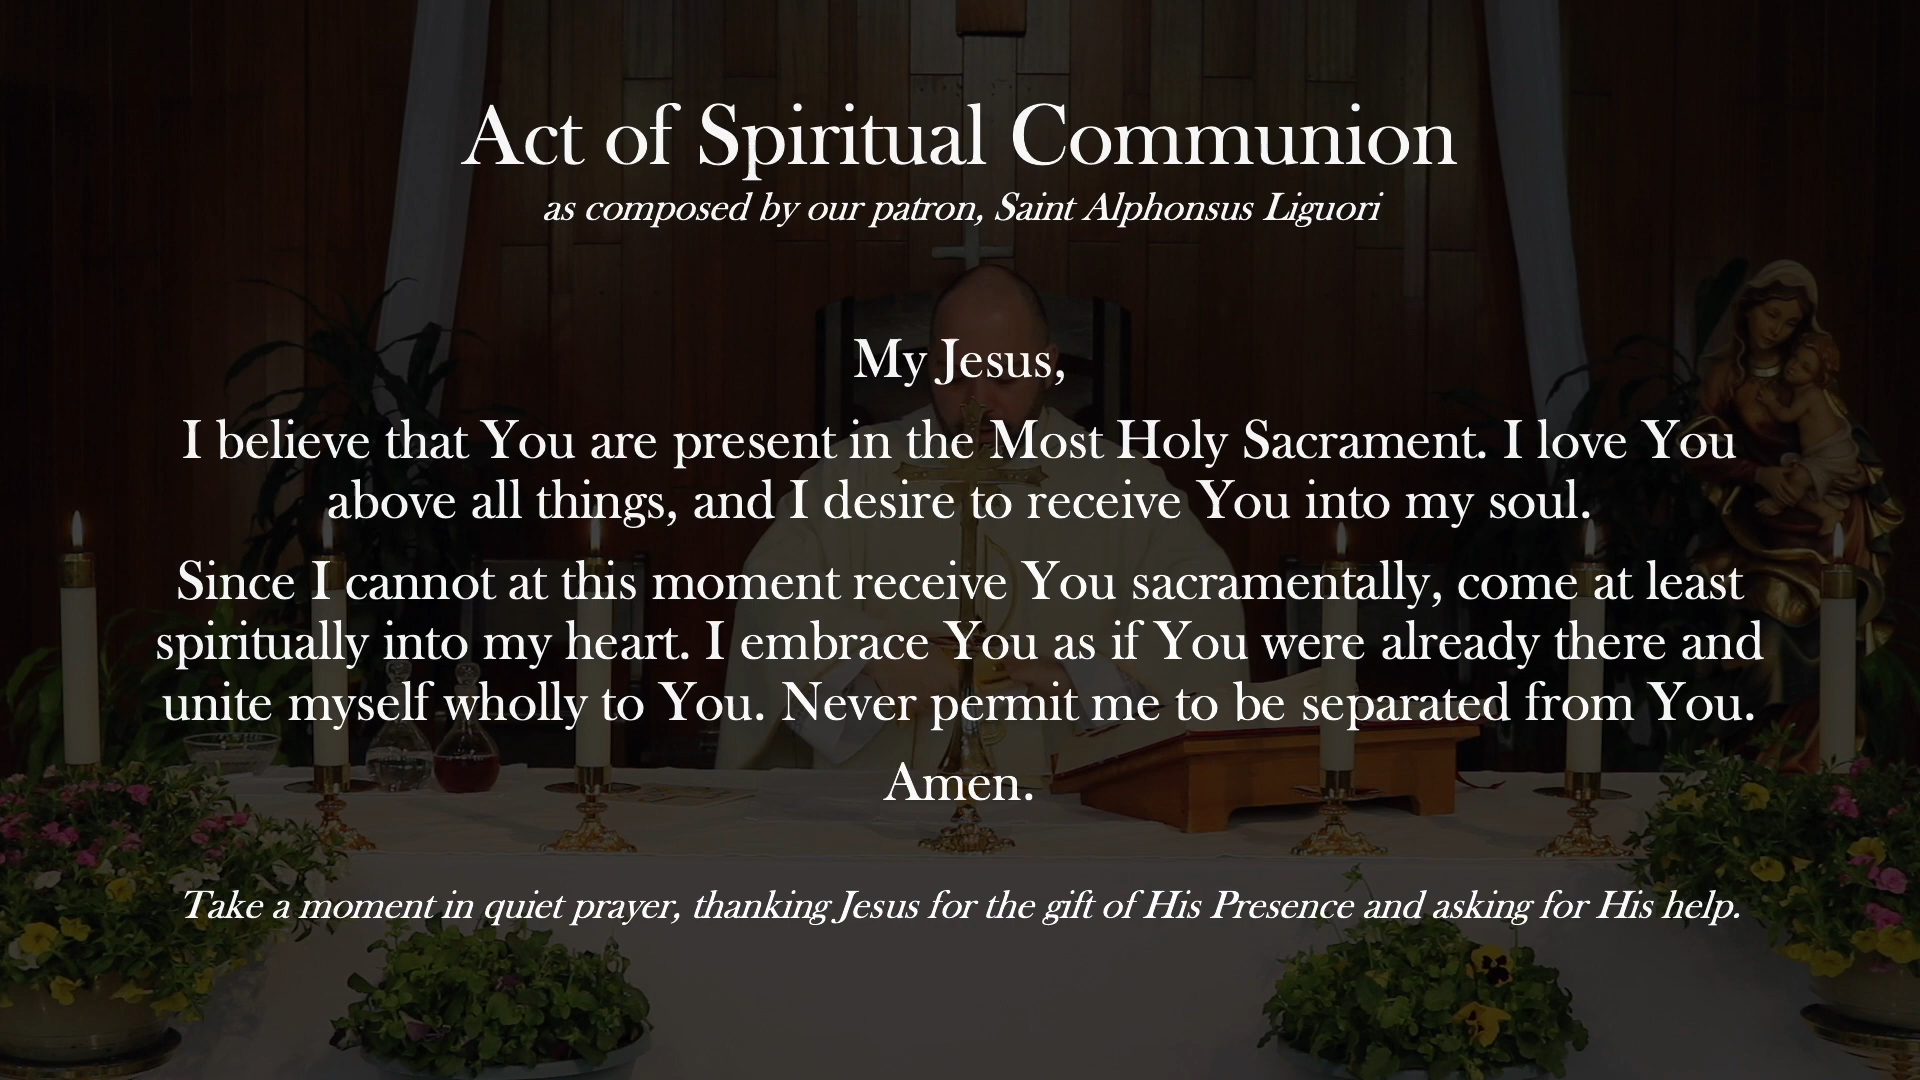 Act of Spiritual Communion
as composed by our patron, Saint Alphonsus Liguori
My Jesus,
I believe that You are present in the Most Holy Sacrament. I love You
above all things, and I desire to receive You into my soul.
Since I cannot at this moment receive You sacramentally, come at least
spiritually into my heart. I embrace You as if You were already there and
unite myself wholly to You. Never permit me to be separated from You.
Amen.
Take a moment in quiet prayer, thanking Jesus for the gift of His Presence and asking for His help.